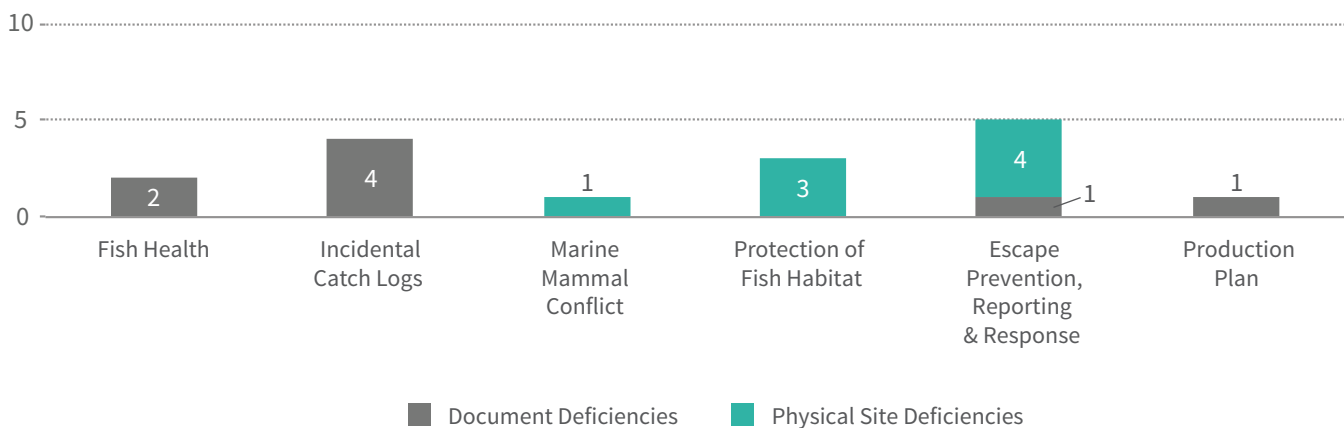 10
5
0
2
4
1
3
4
1
1
Fish Health
Incidental
Catch Logs
Marine
Mammal
Conflict
Protection of
Fish Habitat
Escape
Prevention,
Reporting
& Response
Production
Plan
Document Deficiencies
Physical Site Deficiencies